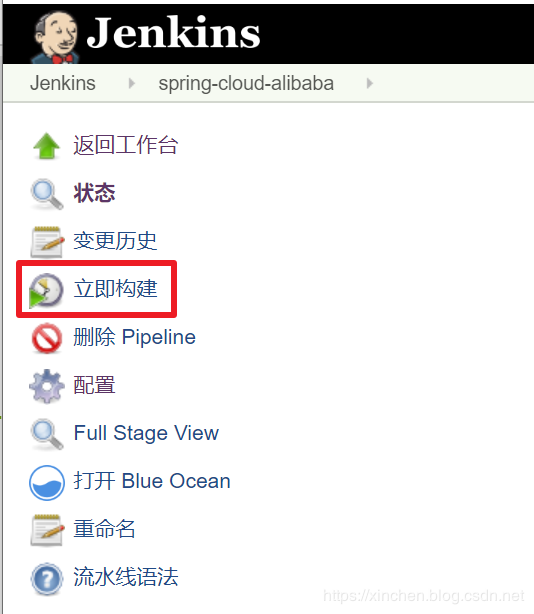 Jenkins
Jenkins spring-cloud-alibaba
返回工作台
状态
变更历史
立即构建
删除 Pipeline
配置
Full Stage View
打开 Blue Ocean
重命名
流水线语法
https://xinchen.blog.csdn.net